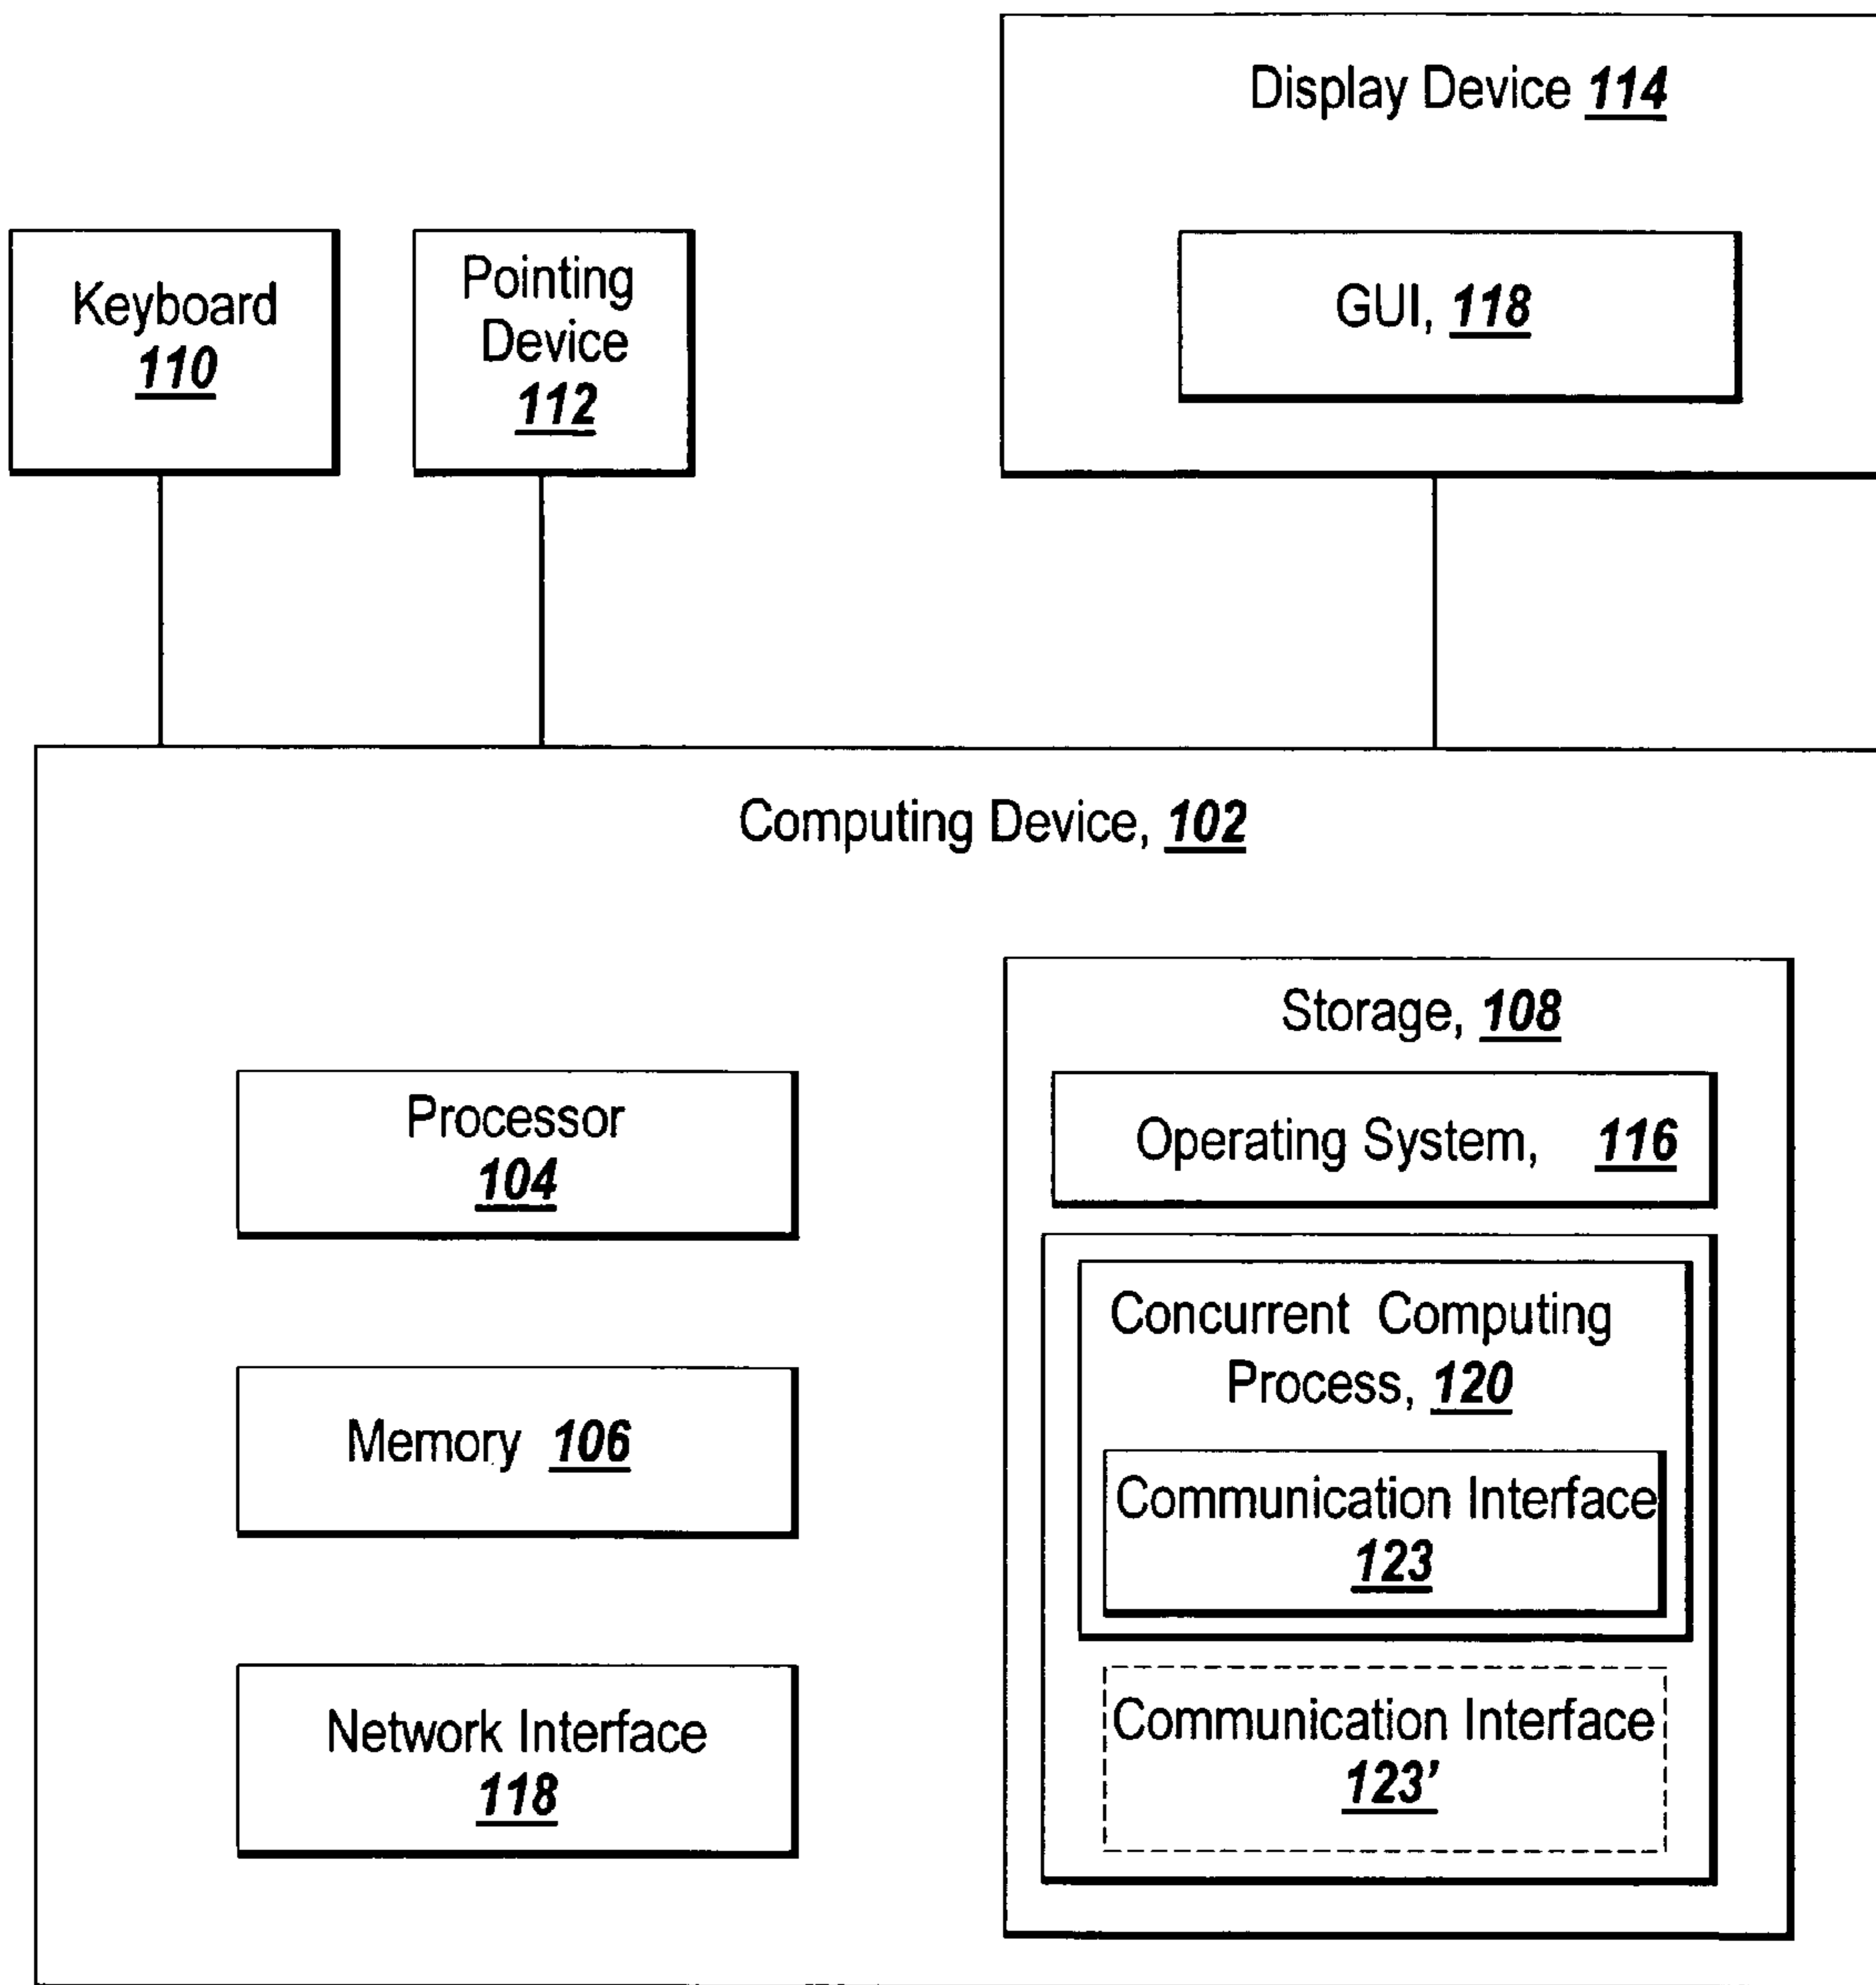 Display Device 114
GUI, 118
Keyboard
110
Pointing
Device
112
Computing Device, 102
Processor
104
Memory 106
Network Interface
118
Storage, 108
Operating System, 116
Concurrent Computing
Process, 120
Communication Interface
123
Communication Interface
123'